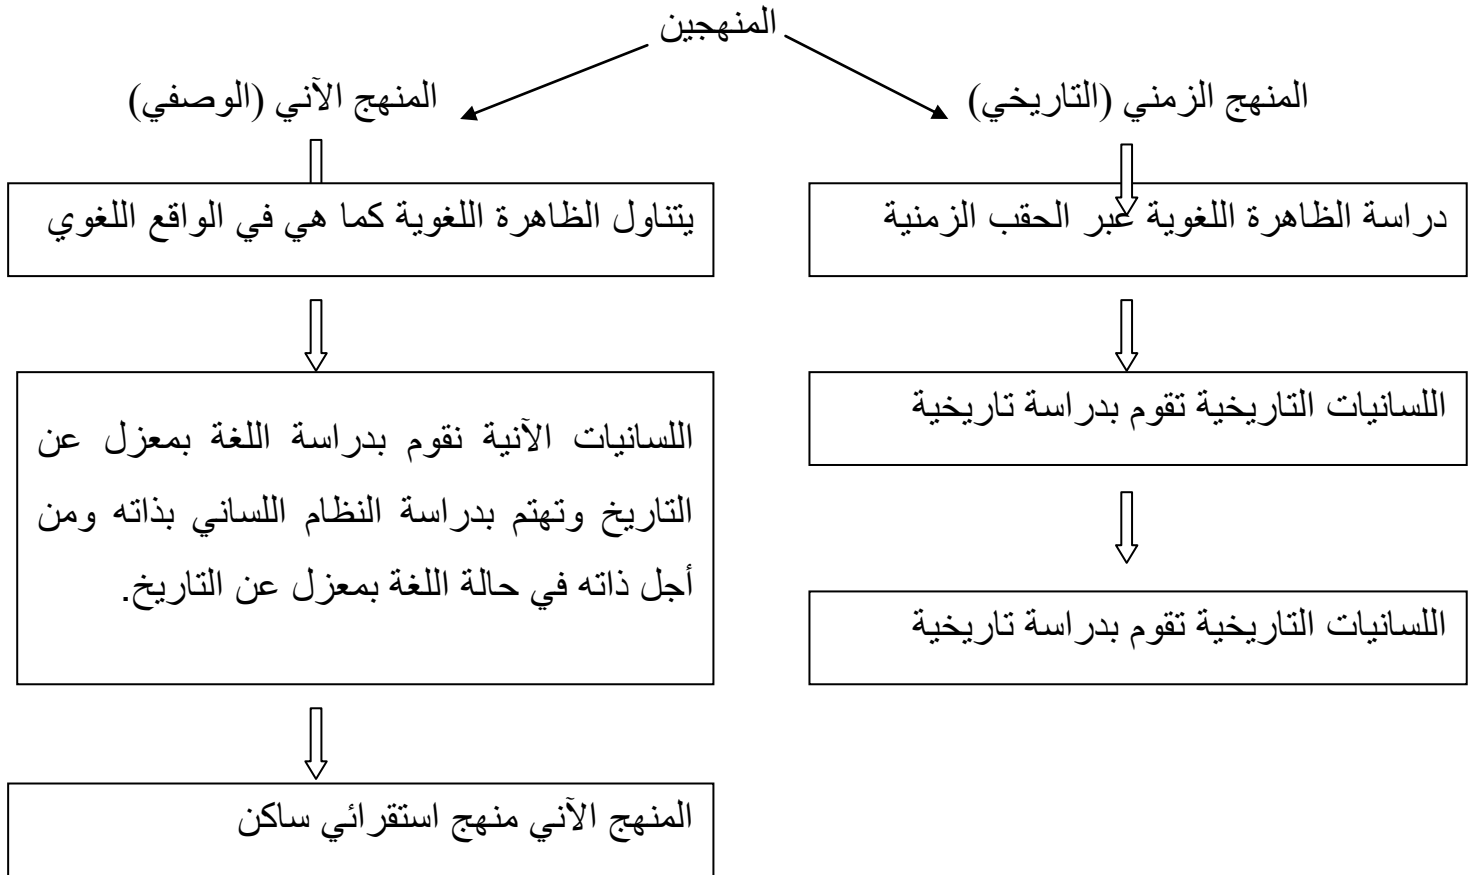 المنهجين
المنهج الزمني (التاريخي)
المنهج الآني (الوصفي)
دراسة الظاهرة اللغوية عبر الحقب الزمنية
يتناول الظاهرة اللغوية كما هي في الواقع اللغوي
اللسانيات التاريخية تقوم بدراسة تاريخية
اللسانيات الآنية نقوم بدراسة اللغة بمعزل عن
التاريخ وتهتم بدراسة النظام اللساني بذاته ومن
أجل ذاته في حالة اللغة بمعزل عن التاريخ.
اللسانيات التاريخية تقوم بدراسة تاريخية
المنهج الآني منهج استقرائي ساكن